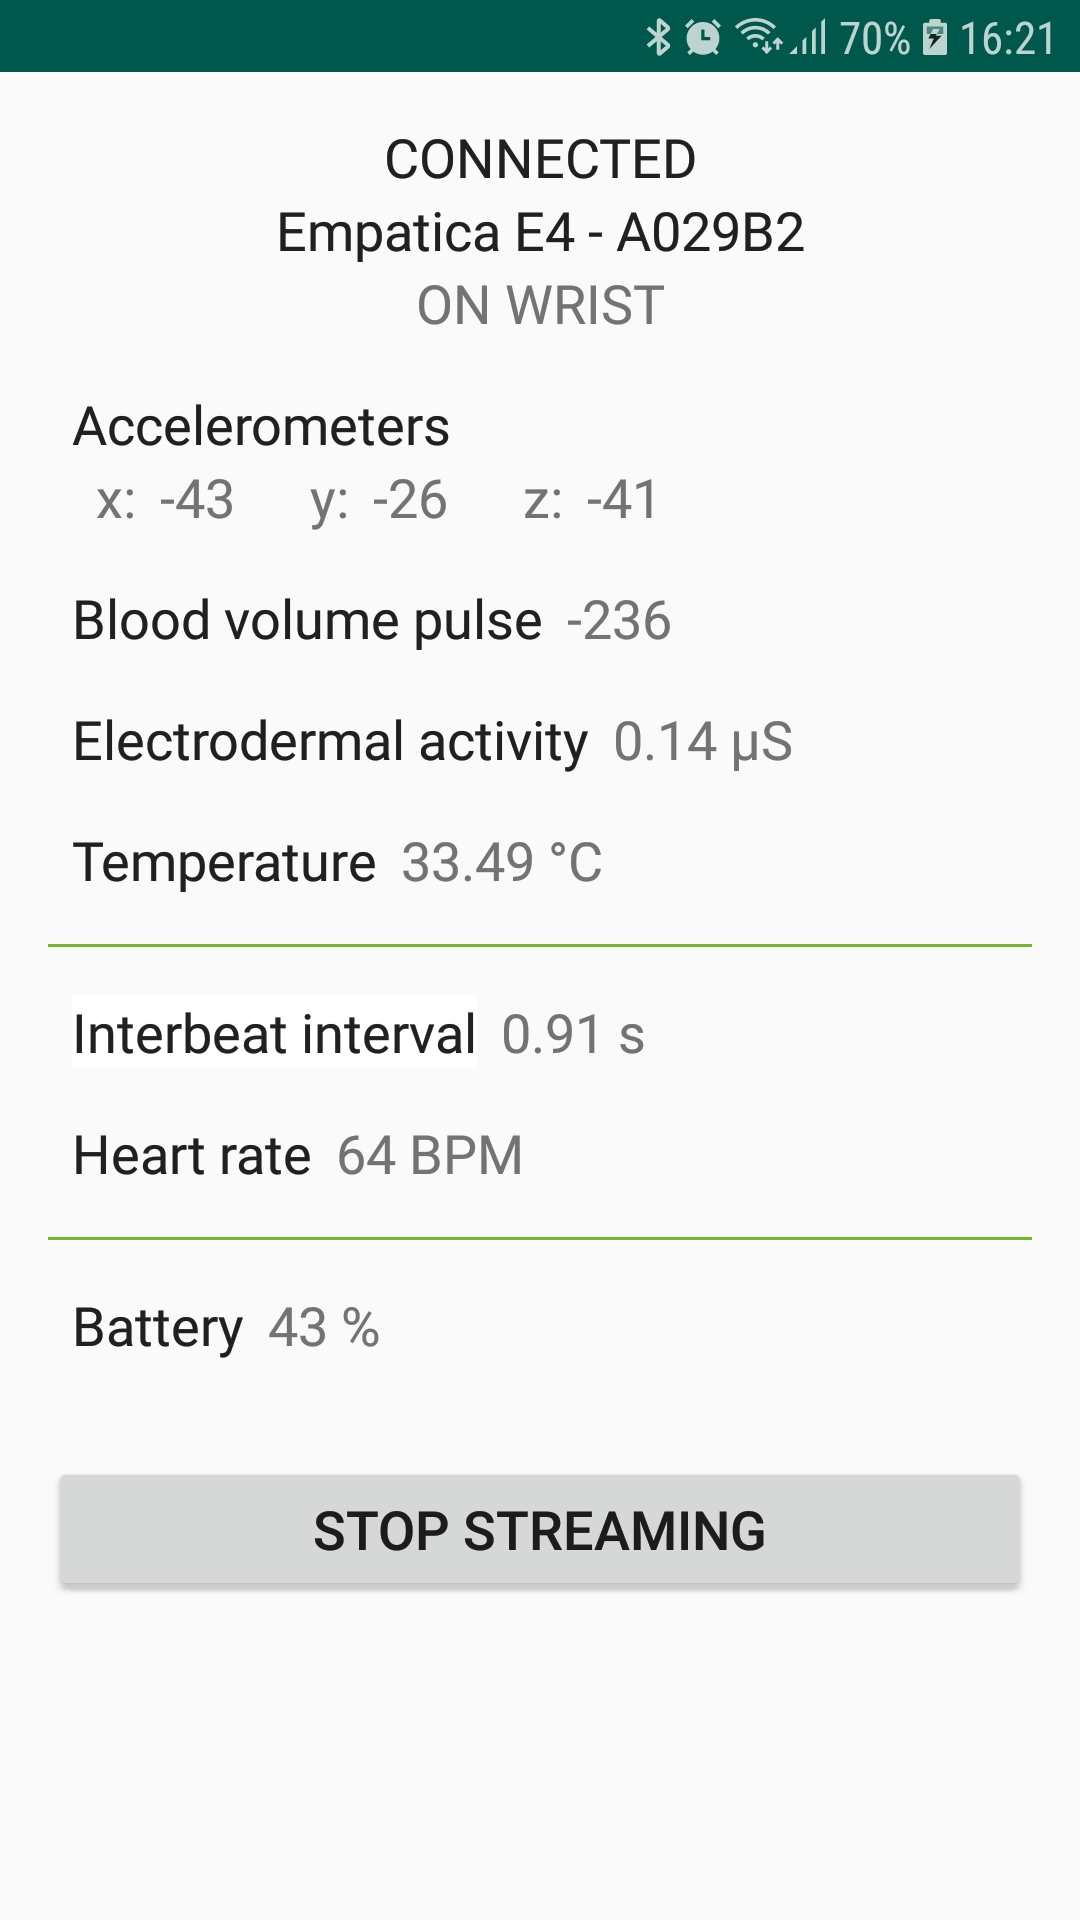 70% 16:21
CONNECTED
Empatica E4 - A029B2
ON WRIST
Accelerometers
x: -43 y: -26 z: -41
Blood volume pulse -236
Electrodermal activity 0.14 µS
Temperature 33.49 °C
Interbeat interval 0.91 s
Heart rate 64 BPM
Battery 43 %
STOP STREAMING